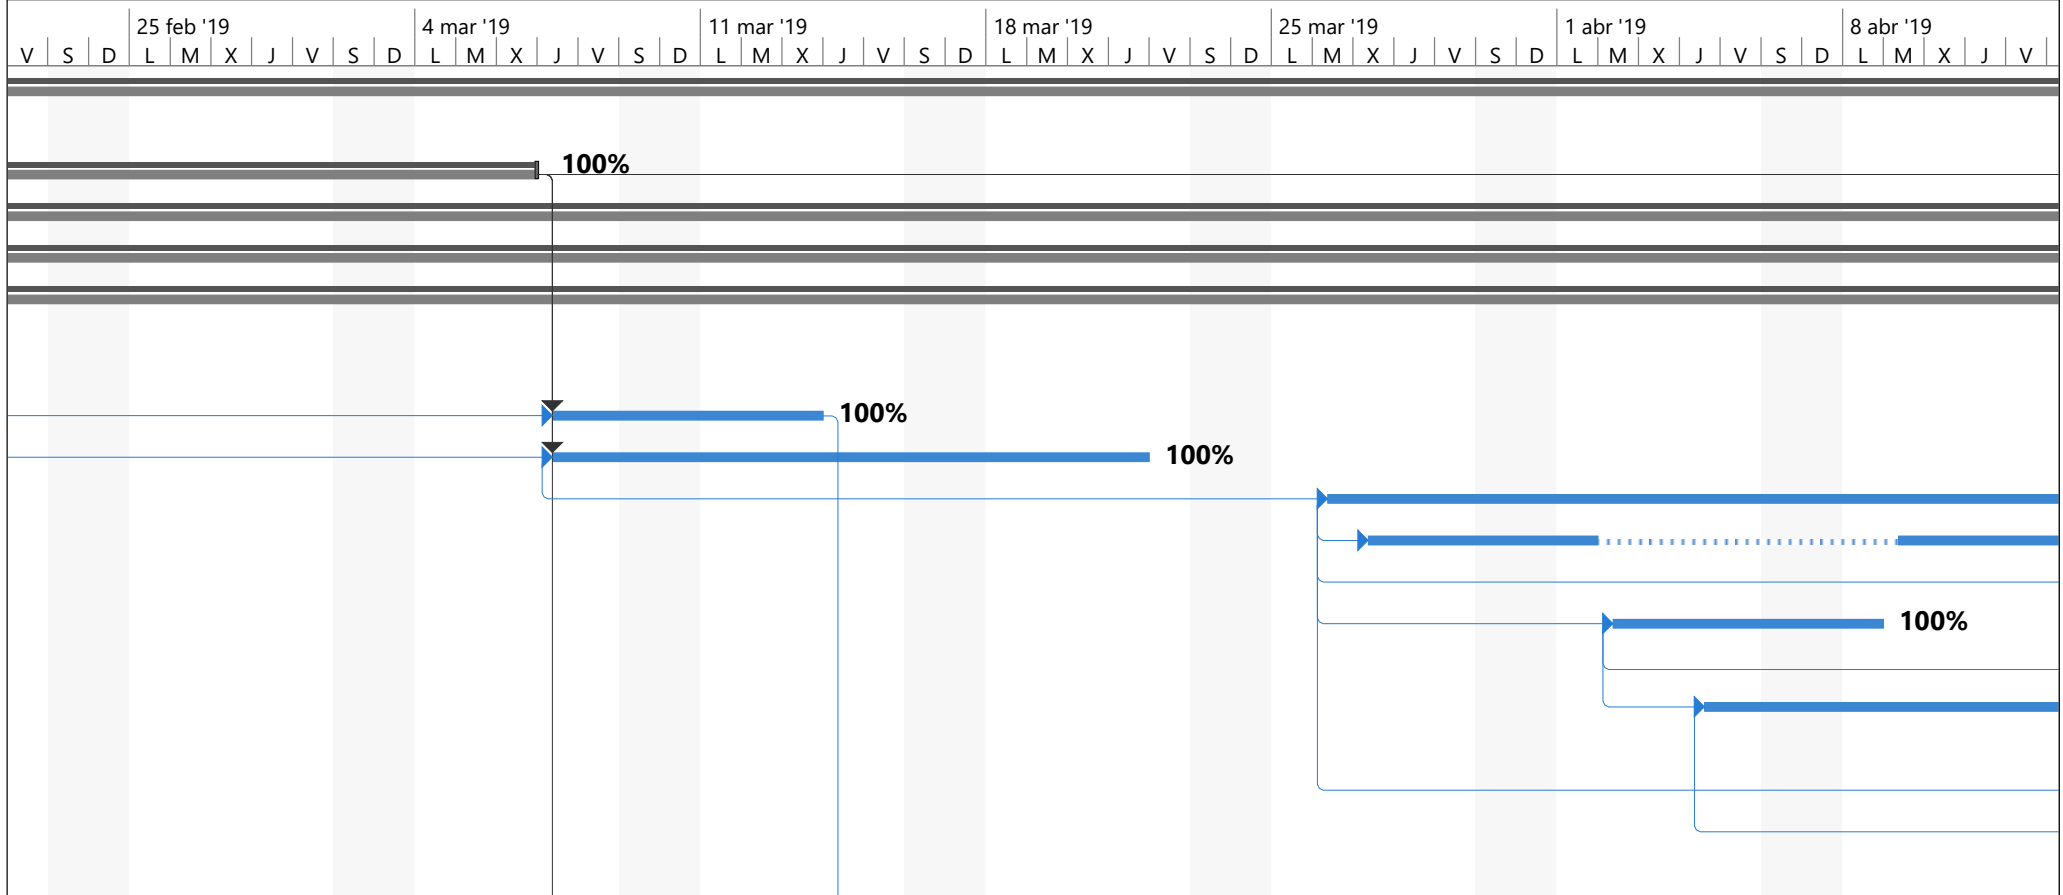 25 feb '19 4 mar '19 11 mar '19 18 mar '19 25 mar '19 1 abr '19 8 abr '19
V S D L M X J V S D L M X J V S D L M X J V S D L M X J V S D L M X J V S D L M X J V S D L M X J V
100%
100%
100%
100%